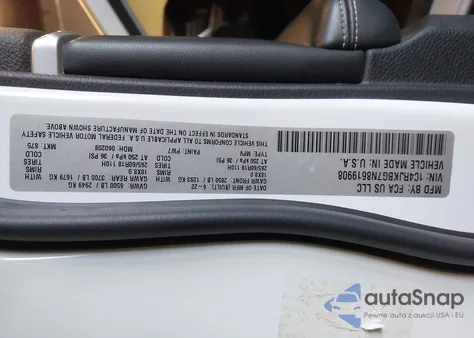 MFD BY: FCA US LLC
VIN: 1C4RJKBG7N8619908
VEHICLE MADE IN: U.S.A.
DATE OF MFR (BUILT): 6-22
GVWR: 6500 LB / 2949 KG
GAWR FRONT: 2850 LB / 1293 KG
GAWR REAR: 3700 LB / 1679 KG
RIMS
18X8.0
RIMS
18X8.0
TIRES
265/60R18 110H
TIRES
265/60R18 110H
COLD
AT 250 kPa / 36 PSI
COLD
AT 250 kPa / 36 PSI
TYPE: MPV
PAINT: PW7
MDH: 060208
MKT: 875
THIS VEHICLE CONFORMS TO ALL APPLICABLE U.S.A. FEDERAL MOTOR VEHICLE SAFETY
STANDARDS IN EFFECT ON THE DATE OF MANUFACTURE SHOWN ABOVE.
autaSnap
Pewne auta z aukcji USA i EU